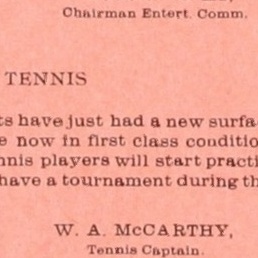 Chairman Entert. Comm.
TENNIS
ts have just had a new surfa
e now in first class conditio
nnis players will start practi
have a tournament during th
W. A. McCARTHY,
Tennis Captain.